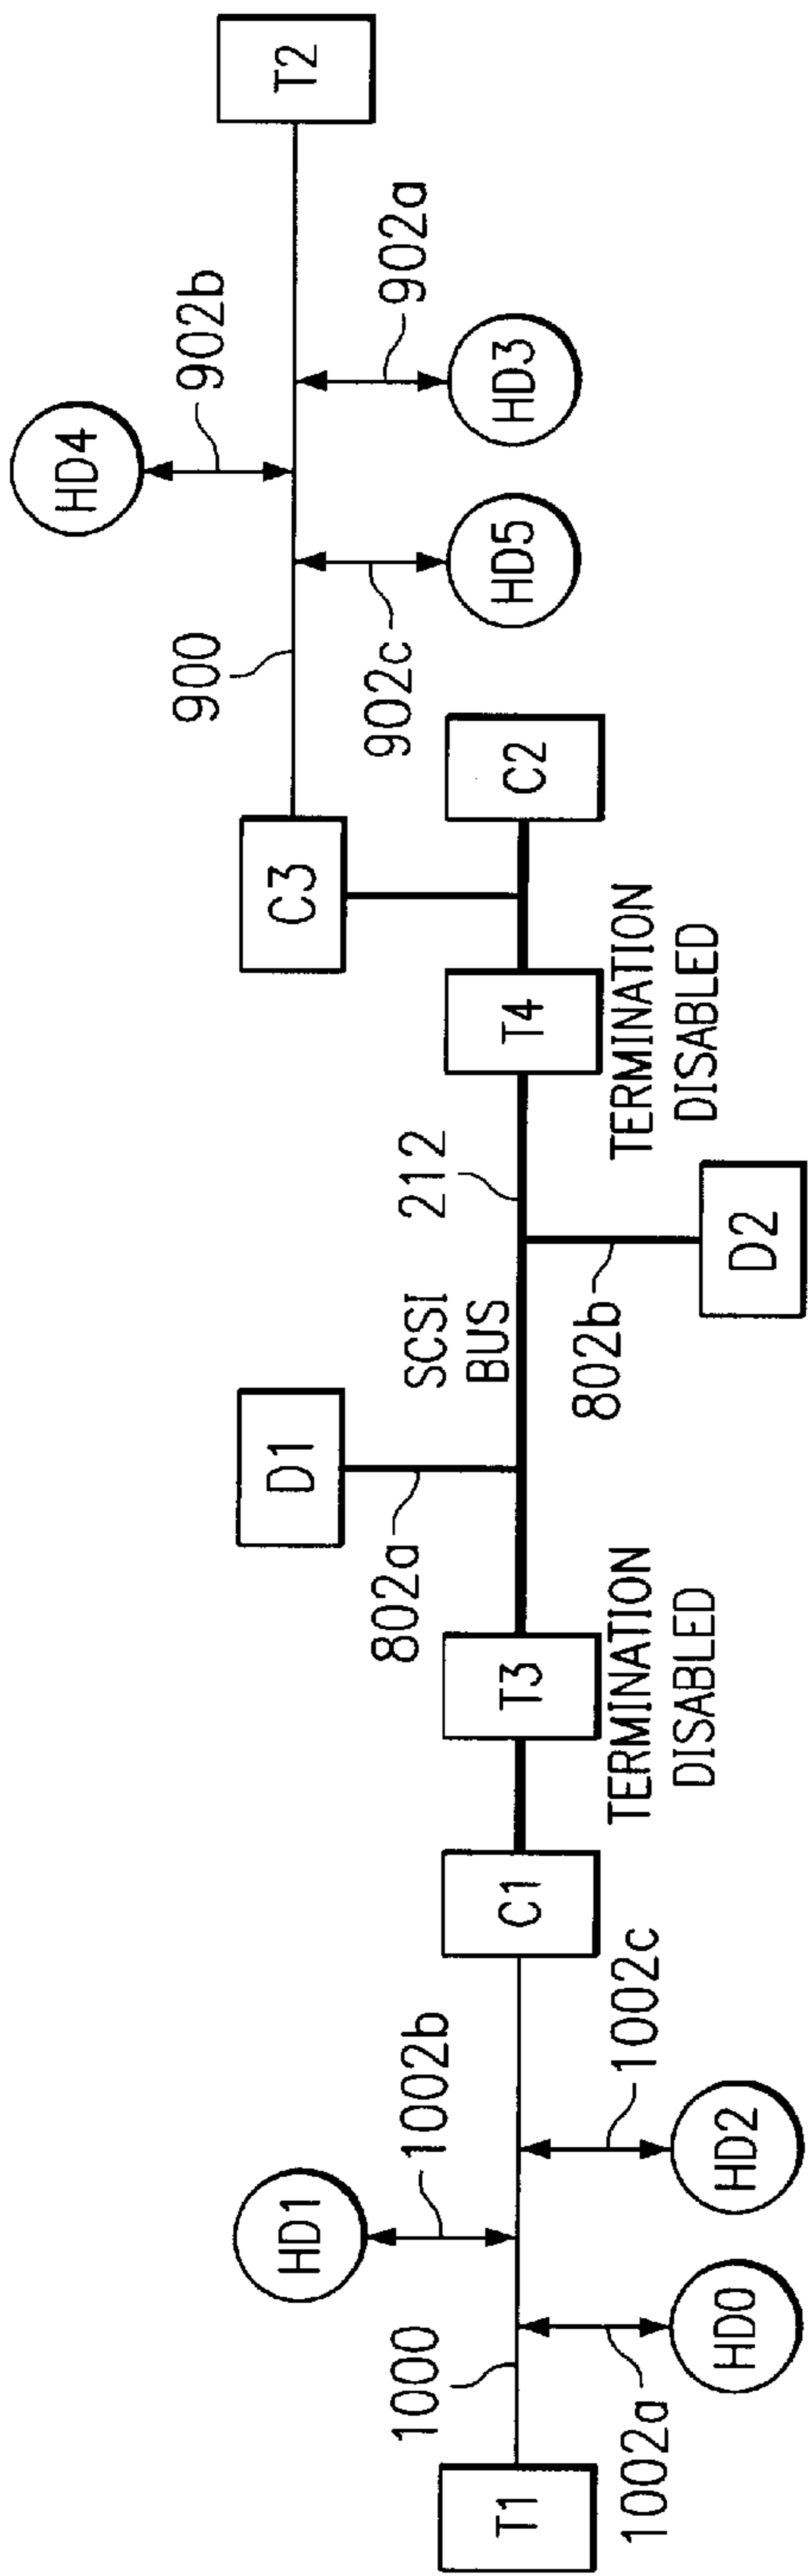 T1
1000
1002a
HD0
HD1
1002b
HD2
1002c
C1
T3
TERMINATION
DISABLED
D1
802a
SCSI
BUS
212
802b
D2
T4
TERMINATION
DISABLED
C3
C2
900
902c
HD5
HD4
902b
HD3
902a
T2